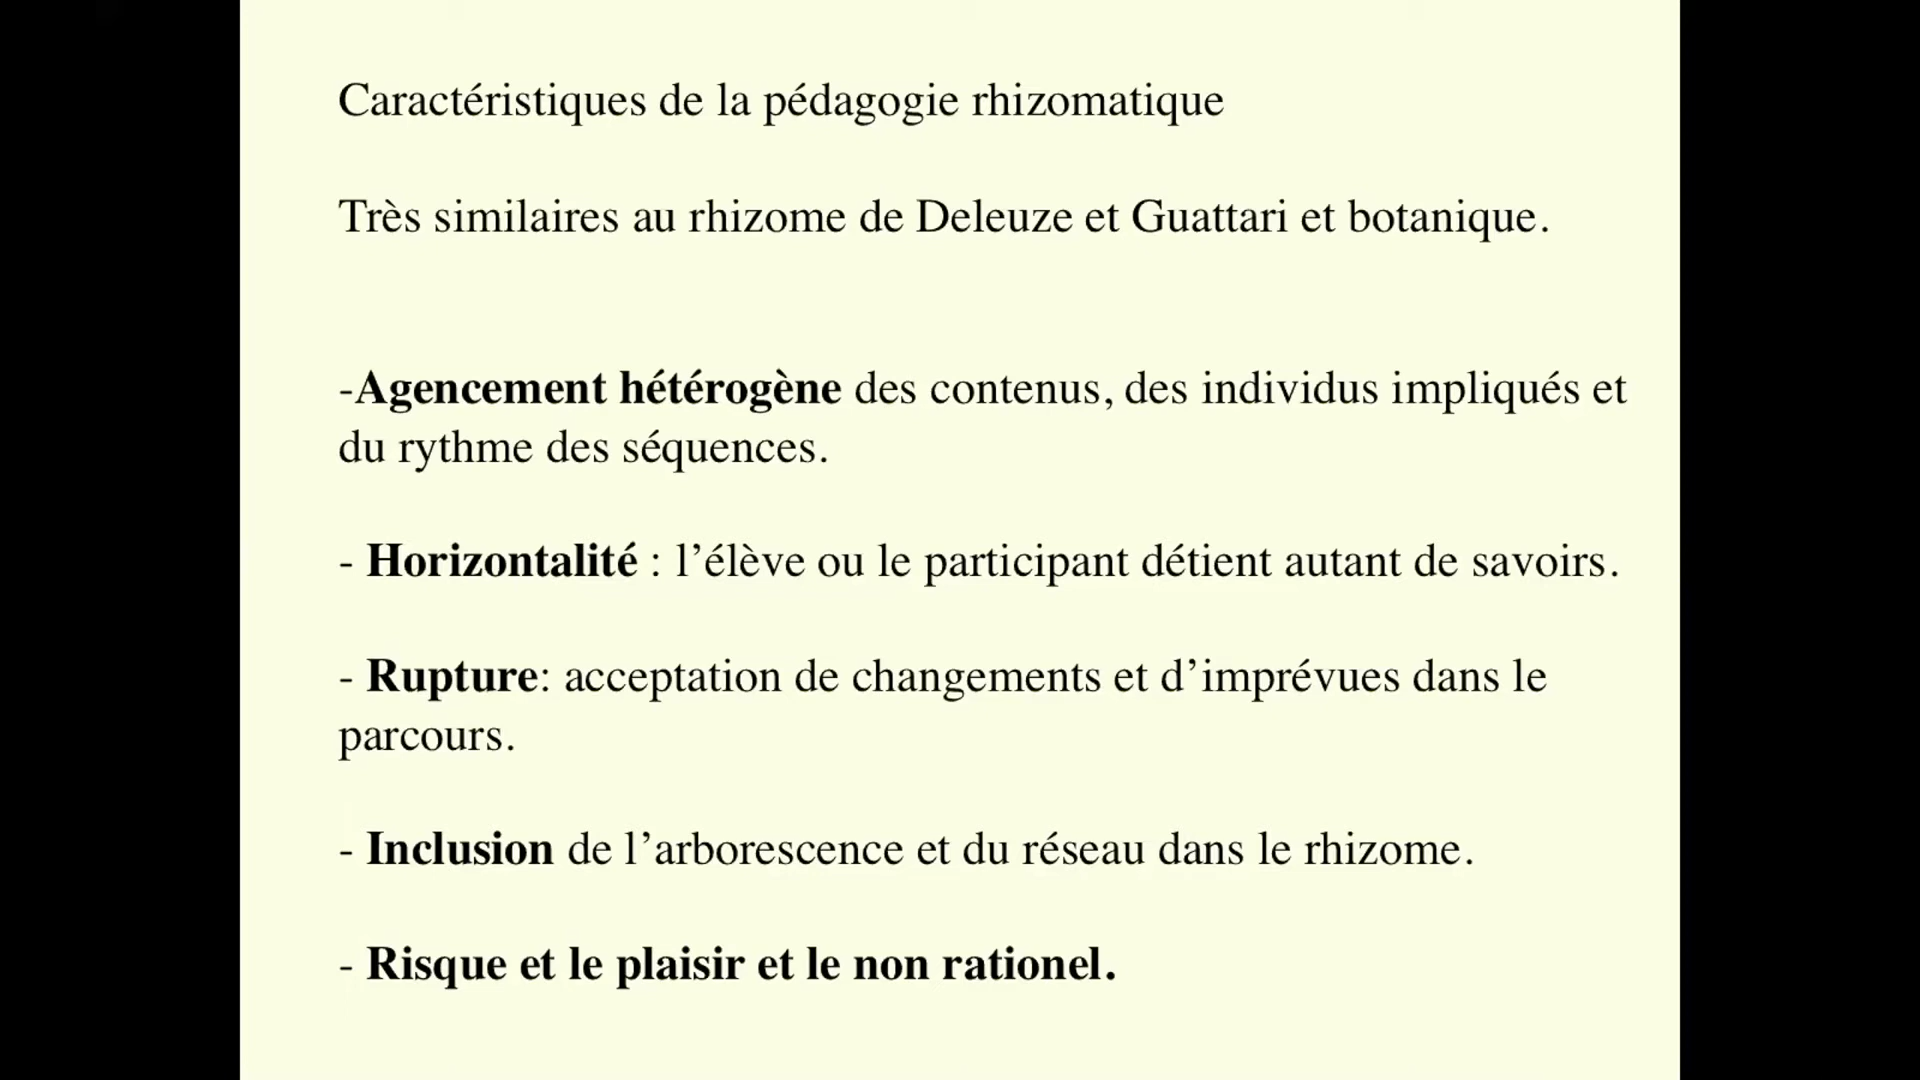 Caractéristiques de la pédagogie rhizomatique
Très similaires au rhizome de Deleuze et Guattari et botanique.
-Agencement hétérogène des contenus, des individus impliqués et
du rythme des séquences.
- Horizontalité : l’élève ou le participant détient autant de savoirs.
- Rupture: acceptation de changements et d’imprévues dans le
parcours.
- Inclusion de l’arborescence et du réseau dans le rhizome.
- Risque et le plaisir et le non rationel.